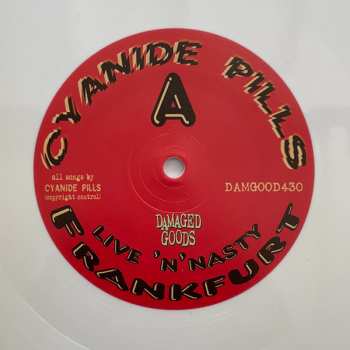 CYANIDE PILLS
A
all songs by
CYANIDE PILLS
(copyright control)
DAMGOOD430
DAMAGED
GOODS
LIVE 'N' NASTY
FRANKFURT